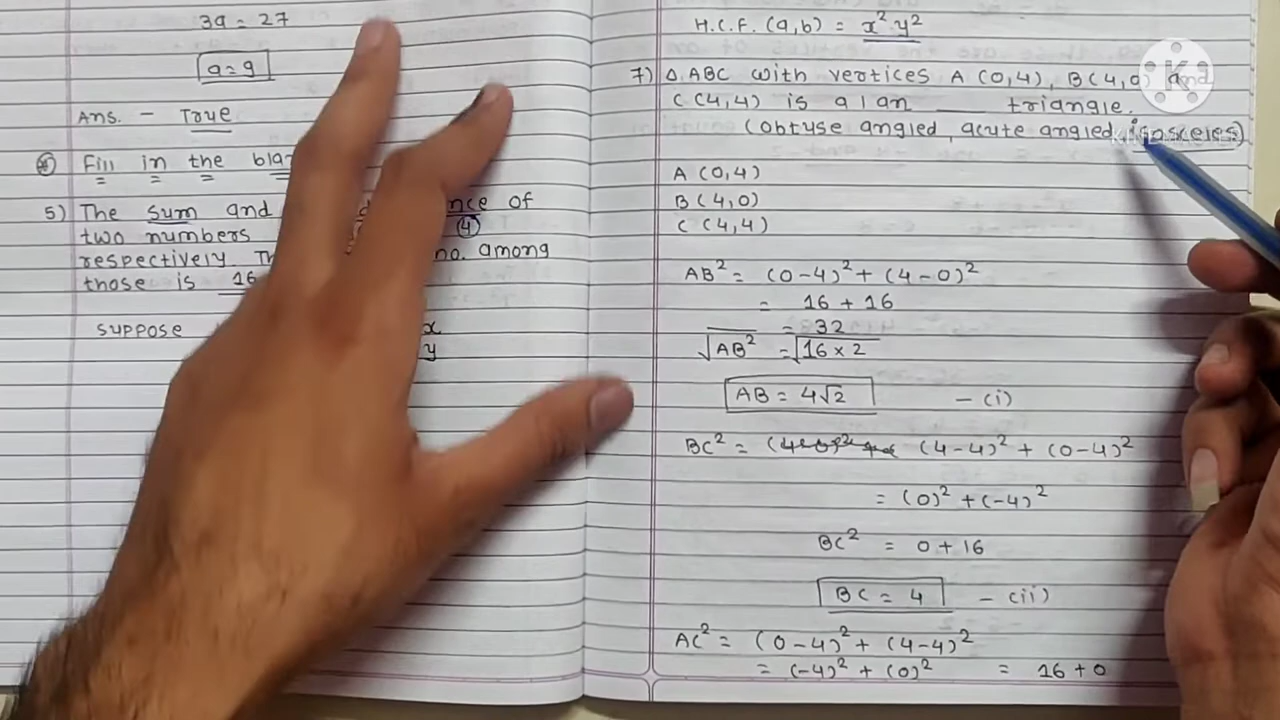 3a = 27
a = 9
Ans. - True
Fill in the
5) The sum and nce of
two numbers (4)
respectively no. among
those is 16
suppose x
y
H.C.F. (a,b) = x² y²
7) Δ ABC with vertices A (0,4), B(4,0) and
C (4,4) is a | an ___ triangle.
(obtuse angled, acute angled, isosceles)
A (0,4)
B (4,0)
C (4,4)
AB² = (0-4)² + (4-0)²
= 16 + 16
= 32
√AB² = √16 × 2
AB = 4√2 - (i)
BC² = (4-4)² + (0-4)²
= (0)² + (-4)²
BC² = 0 + 16
BC = 4 - (ii)
AC² = (0-4)² + (4-4)²
= (-4)² + (0)² = 16 + 0